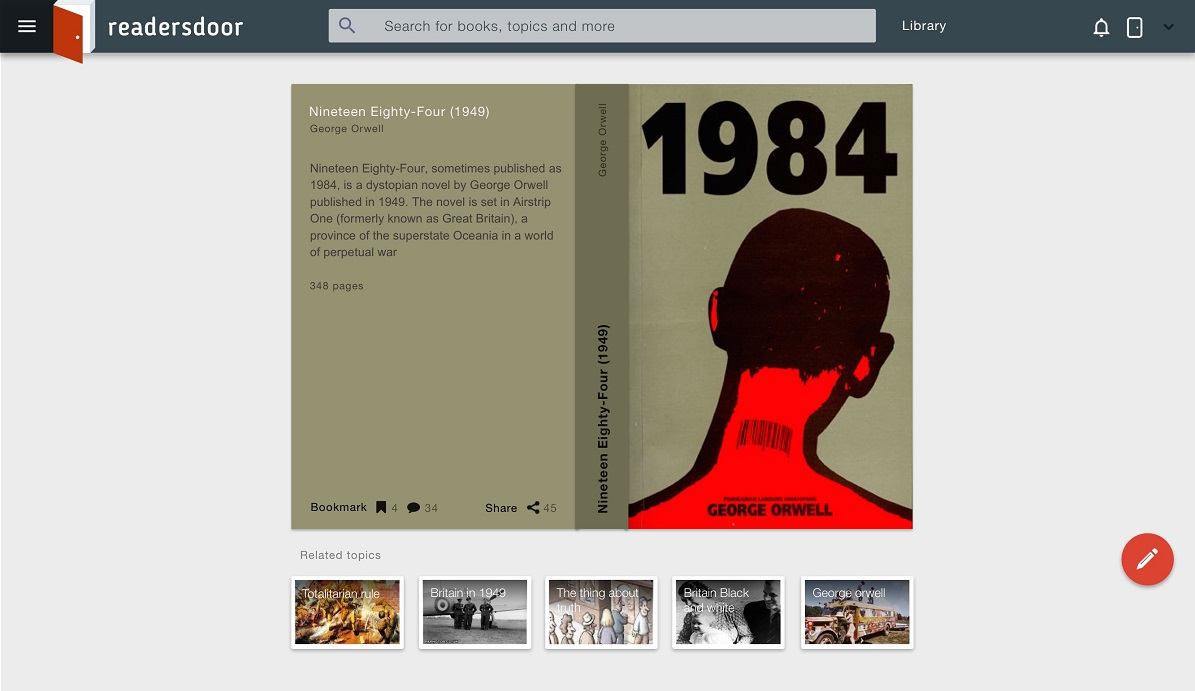 readersdoor
Search for books, topics and more
Library
Nineteen Eighty-Four (1949)
George Orwell
Nineteen Eighty-Four, sometimes published as
1984, is a dystopian novel by George Orwell
published in 1949. The novel is set in Airstrip
One (formerly known as Great Britain), a
province of the superstate Oceania in a world
of perpetual war
348 pages
Bookmark 4 34 Share 45
George Orwell
Nineteen Eighty-Four (1949)
1984
GEORGE ORWELL
Related topics
Totalitarian rule
Britain in 1949
The thing about
truth
Britain Black
and white
George orwell